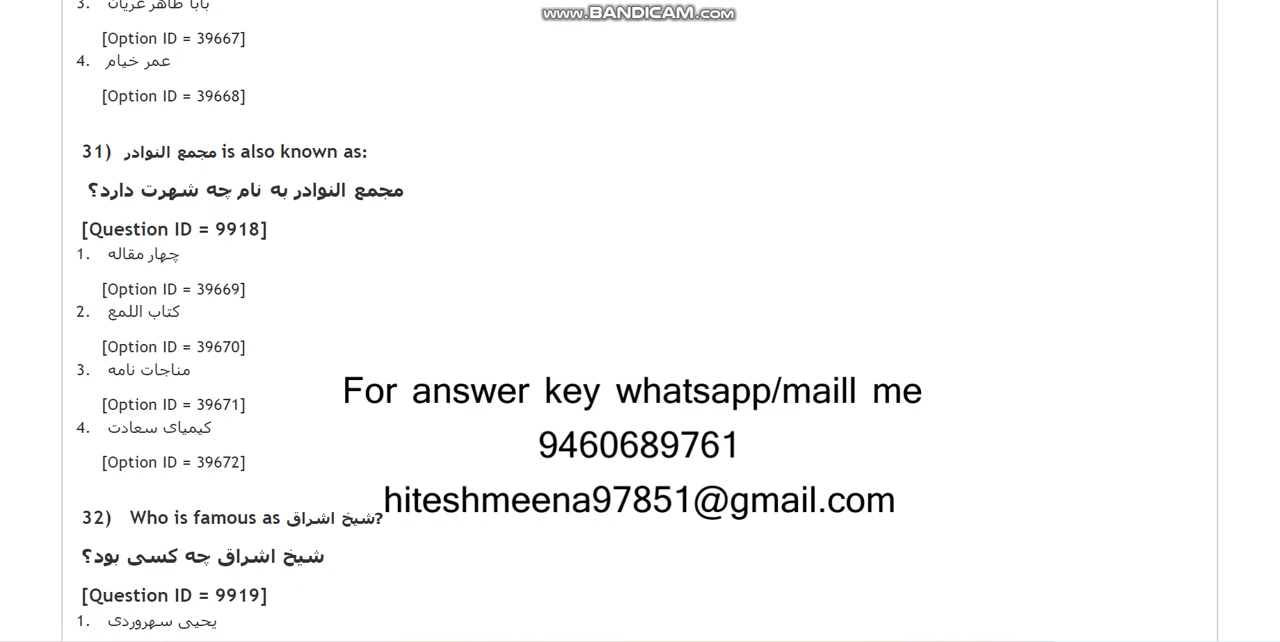 www.BANDICAM.com
3. بابا طاهر عریان
[Option ID = 39667]
4. عمر خیام
[Option ID = 39668]
31) مجمع النوادر is also known as:
مجمع النوادر به نام چه شهرت دارد؟
[Question ID = 9918]
1. چهار مقاله
[Option ID = 39669]
2. کتاب اللمع
[Option ID = 39670]
3. مناجات نامه
[Option ID = 39671]
4. کیمیای سعادت
[Option ID = 39672]
For answer key whatsapp/maill me
9460689761
hiteshmeena97851@gmail.com
32) Who is famous as شیخ اشراق?
شیخ اشراق چه کسی بود؟
[Question ID = 9919]
1. یحیی سهروردی